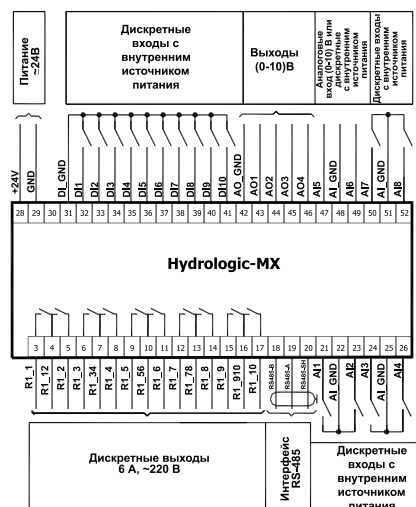 Питание
~24В
Дискретные
входы с
внутренним
источником
питания
Выходы
(0-10)В
Аналоговые
вход (0-10) В или
дискретные
с внутренним
источником
питания
Дискретные входы
с внутренним
источником
питания
+24V
GND
DI_GND
DI1
DI2
DI3
DI4
DI5
DI6
DI7
DI8
DI9
DI10
AO_GND
AO1
AO2
AO3
AO4
AI5
AI_GND
AI6
AI7
AI_GND
AI8
28 29 30 31 32 33 34 35 36 37 38 39 40 41 42 43 44 45 46 47 48 49 50 51 52
Hydrologic-MX
3 4 5 6 7 8 9 10 11 12 13 14 15 16 17 18 19 20 21 22 23 24 25 26
R1_1
R1_12
R1_2
R1_3
R1_34
R1_4
R1_5
R1_56
R1_6
R1_7
R1_78
R1_8
R1_9
R1_910
R1_10
RS485-B
RS485-A
RS485-SH
AI1
AI_GND
AI2
AI3
AI_GND
AI4
Дискретные выходы
6 А, ~220 В
Интерфейс
RS-485
Дискретные
входы с
внутренним
источником
питания